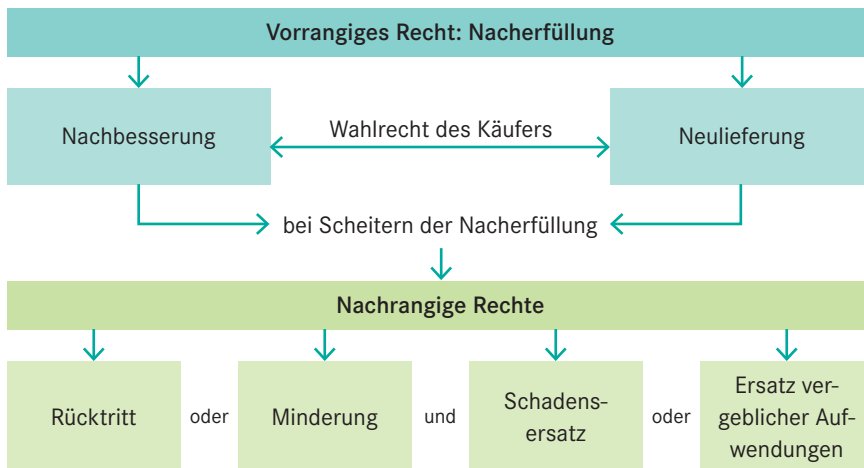 Vorrangiges Recht: Nacherfüllung
Nachbesserung
Wahlrecht des Käufers
Neulieferung
bei Scheitern der Nacherfüllung
Nachrangige Rechte
Rücktritt
oder
Minderung
und
Schadens-
ersatz
oder
Ersatz ver-
geblicher Auf-
wendungen